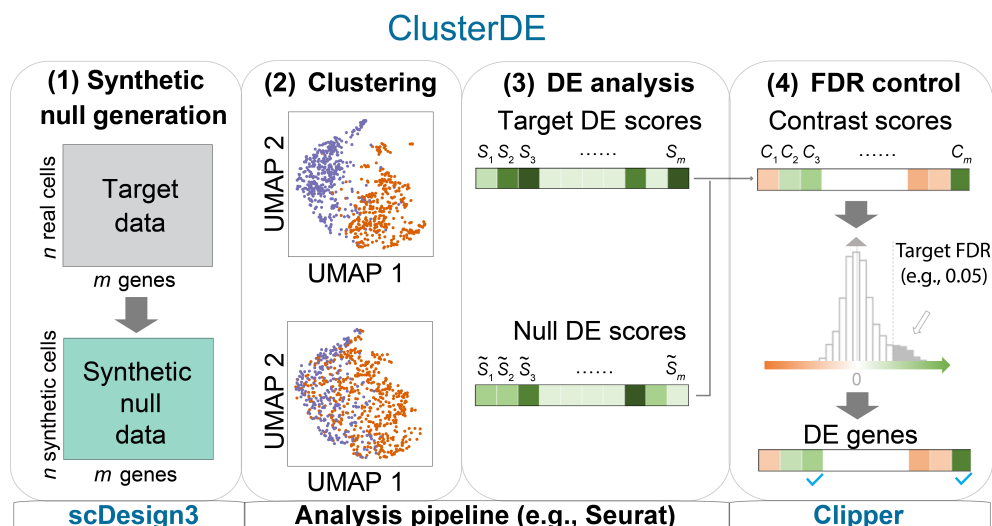 ClusterDE
(1) Synthetic
null generation
n real cells
Target
data
m genes
n synthetic cells
Synthetic
null
data
m genes
scDesign3
(2) Clustering
UMAP 2
UMAP 1
UMAP 2
UMAP 1
(3) DE analysis
Target DE scores
S₁ S₂ S₃ ······ Sₘ
Null DE scores
S̃₁ S̃₂ S̃₃ ······ S̃ₘ
Analysis pipeline (e.g., Seurat)
(4) FDR control
Contrast scores
C₁ C₂ C₃ ······ Cₘ
Target FDR
(e.g., 0.05)
0
DE genes
Clipper